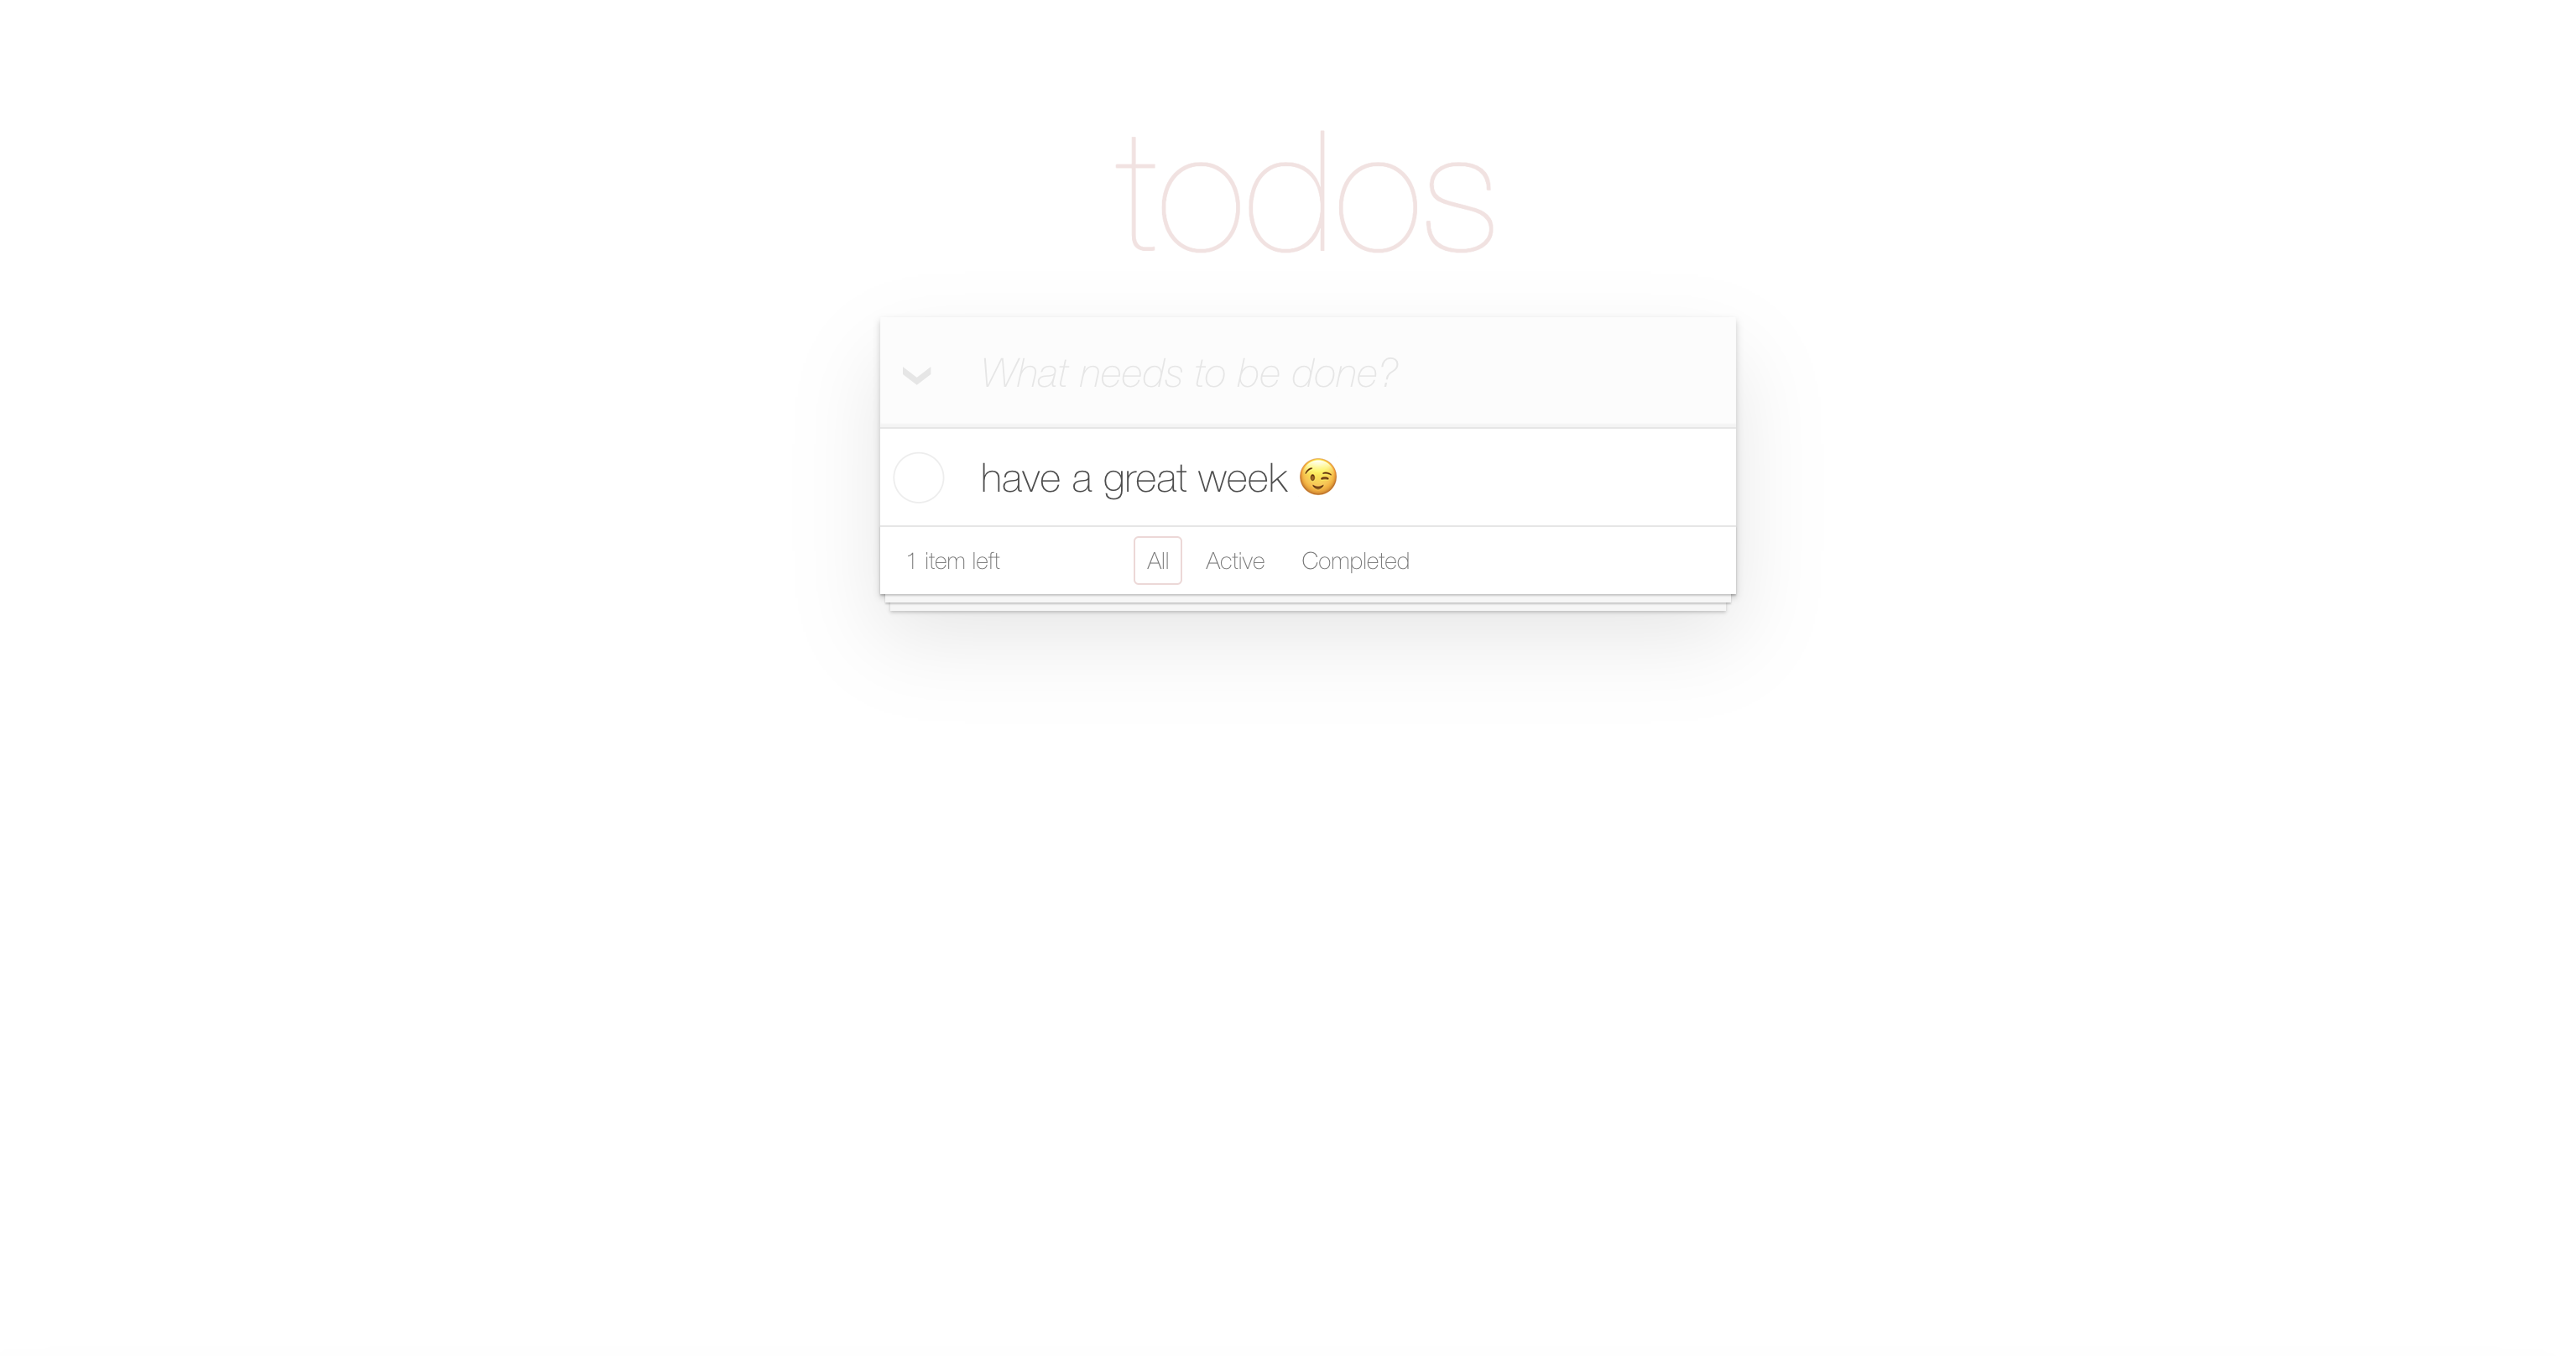 todos
What needs to be done?
have a great week 😉
1 item left All Active Completed